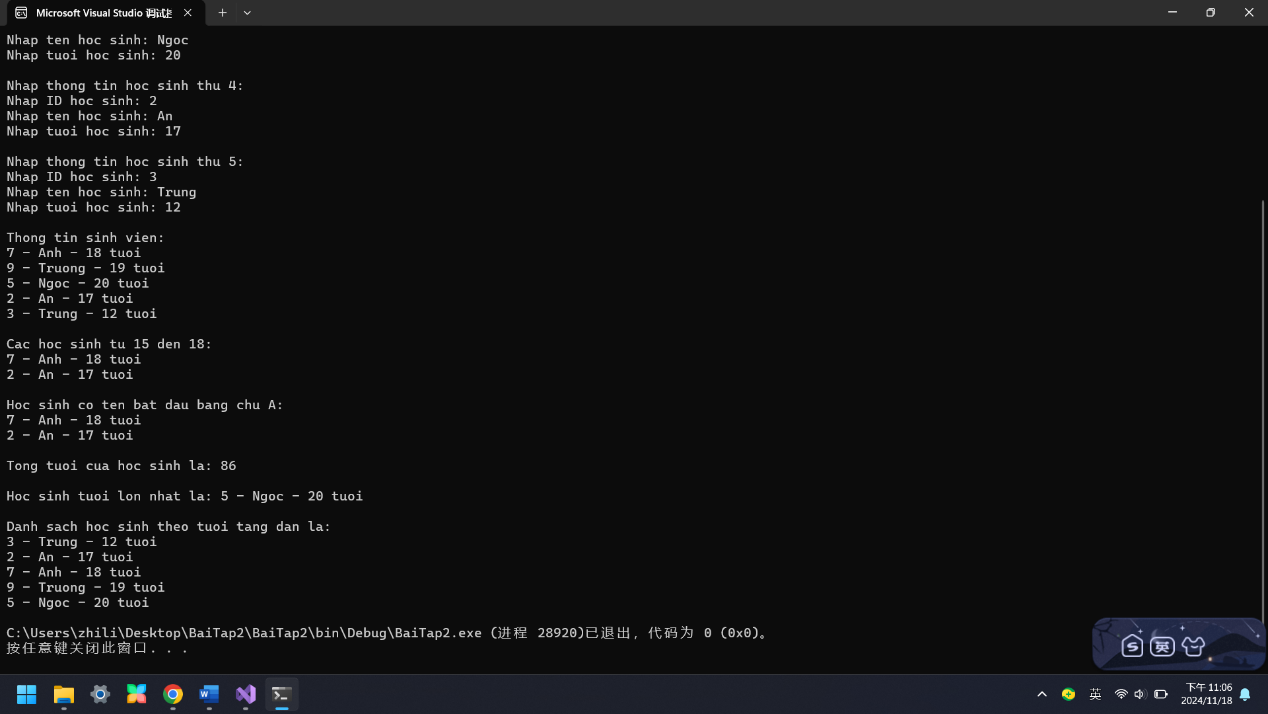 Microsoft Visual Studio 调试
Nhap ten hoc sinh: Ngoc
Nhap tuoi hoc sinh: 20
Nhap thong tin hoc sinh thu 4:
Nhap ID hoc sinh: 2
Nhap ten hoc sinh: An
Nhap tuoi hoc sinh: 17
Nhap thong tin hoc sinh thu 5:
Nhap ID hoc sinh: 3
Nhap ten hoc sinh: Trung
Nhap tuoi hoc sinh: 12
Thong tin sinh vien:
7 - Anh - 18 tuoi
9 - Truong - 19 tuoi
5 - Ngoc - 20 tuoi
2 - An - 17 tuoi
3 - Trung - 12 tuoi
Cac hoc sinh tu 15 den 18:
7 - Anh - 18 tuoi
2 - An - 17 tuoi
Hoc sinh co ten bat dau bang chu A:
7 - Anh - 18 tuoi
2 - An - 17 tuoi
Tong tuoi cua hoc sinh la: 86
Hoc sinh tuoi lon nhat la: 5 - Ngoc - 20 tuoi
Danh sach hoc sinh theo tuoi tang dan la:
3 - Trung - 12 tuoi
2 - An - 17 tuoi
7 - Anh - 18 tuoi
9 - Truong - 19 tuoi
5 - Ngoc - 20 tuoi
C:\Users\zhili\Desktop\BaiTap2\BaiTap2\bin\Debug\BaiTap2.exe (进程 28920)已退出，代码为 0 (0x0)。
按任意键关闭此窗口. . .
S 英
英
下午 11:06
2024/11/18